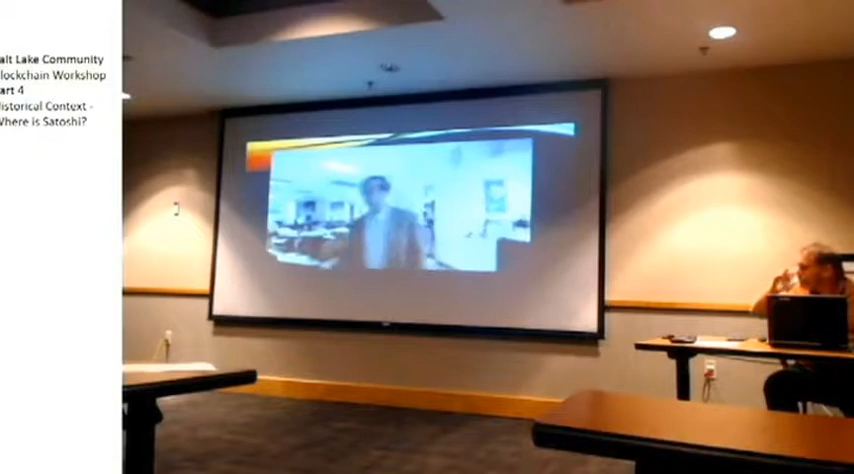 alt Lake Community
lockchain Workshop
art 4
istorical Context -
Where is Satoshi?